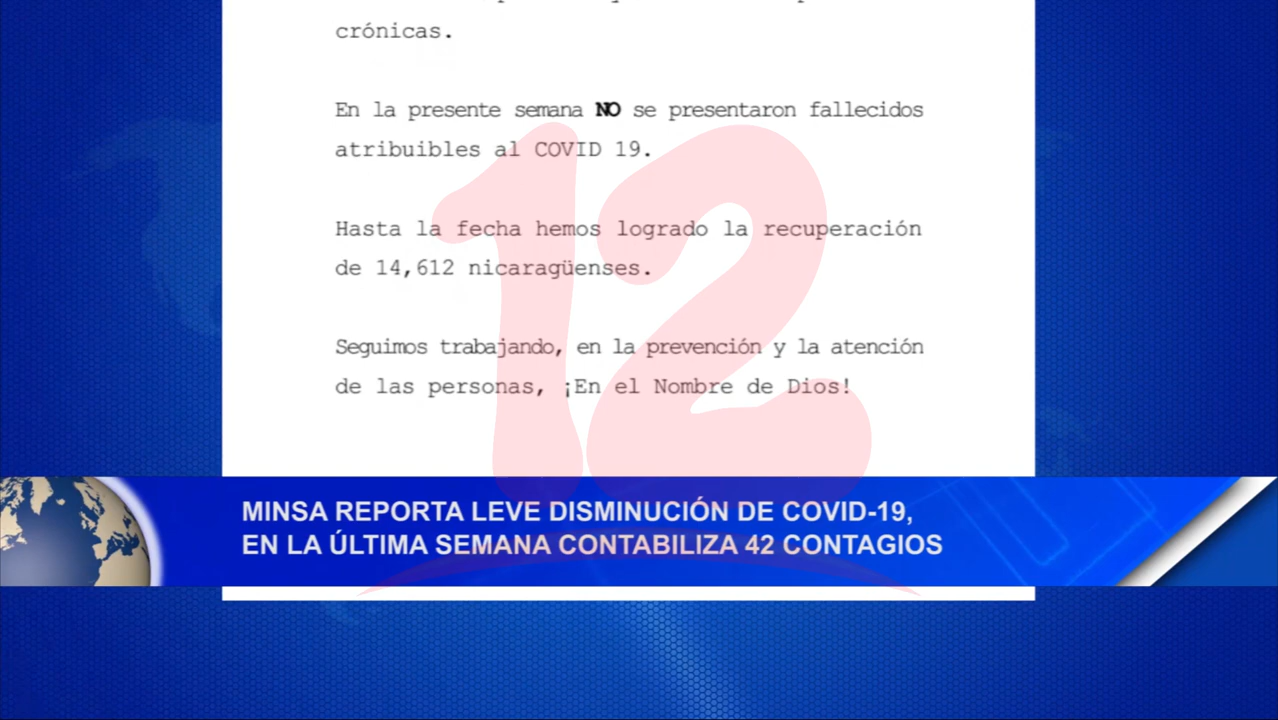 crónicas.
En la presente semana NO se presentaron fallecidos
atribuibles al COVID 19.
Hasta la fecha hemos logrado la recuperación
de 14,612 nicaragüenses.
Seguimos trabajando, en la prevención y la atención
de las personas, ¡En el Nombre de Dios!
12
MINSA REPORTA LEVE DISMINUCIÓN DE COVID-19,
EN LA ÚLTIMA SEMANA CONTABILIZA 42 CONTAGIOS